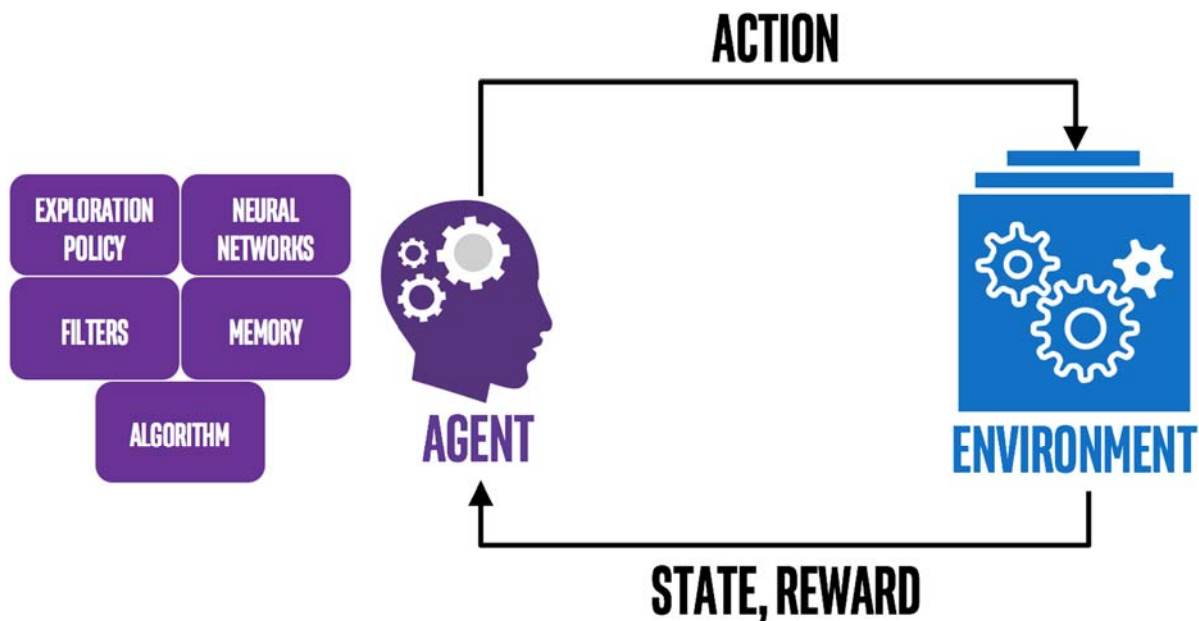 ACTION
EXPLORATION
POLICY
NEURAL
NETWORKS
FILTERS
MEMORY
ALGORITHM
AGENT
ENVIRONMENT
STATE, REWARD